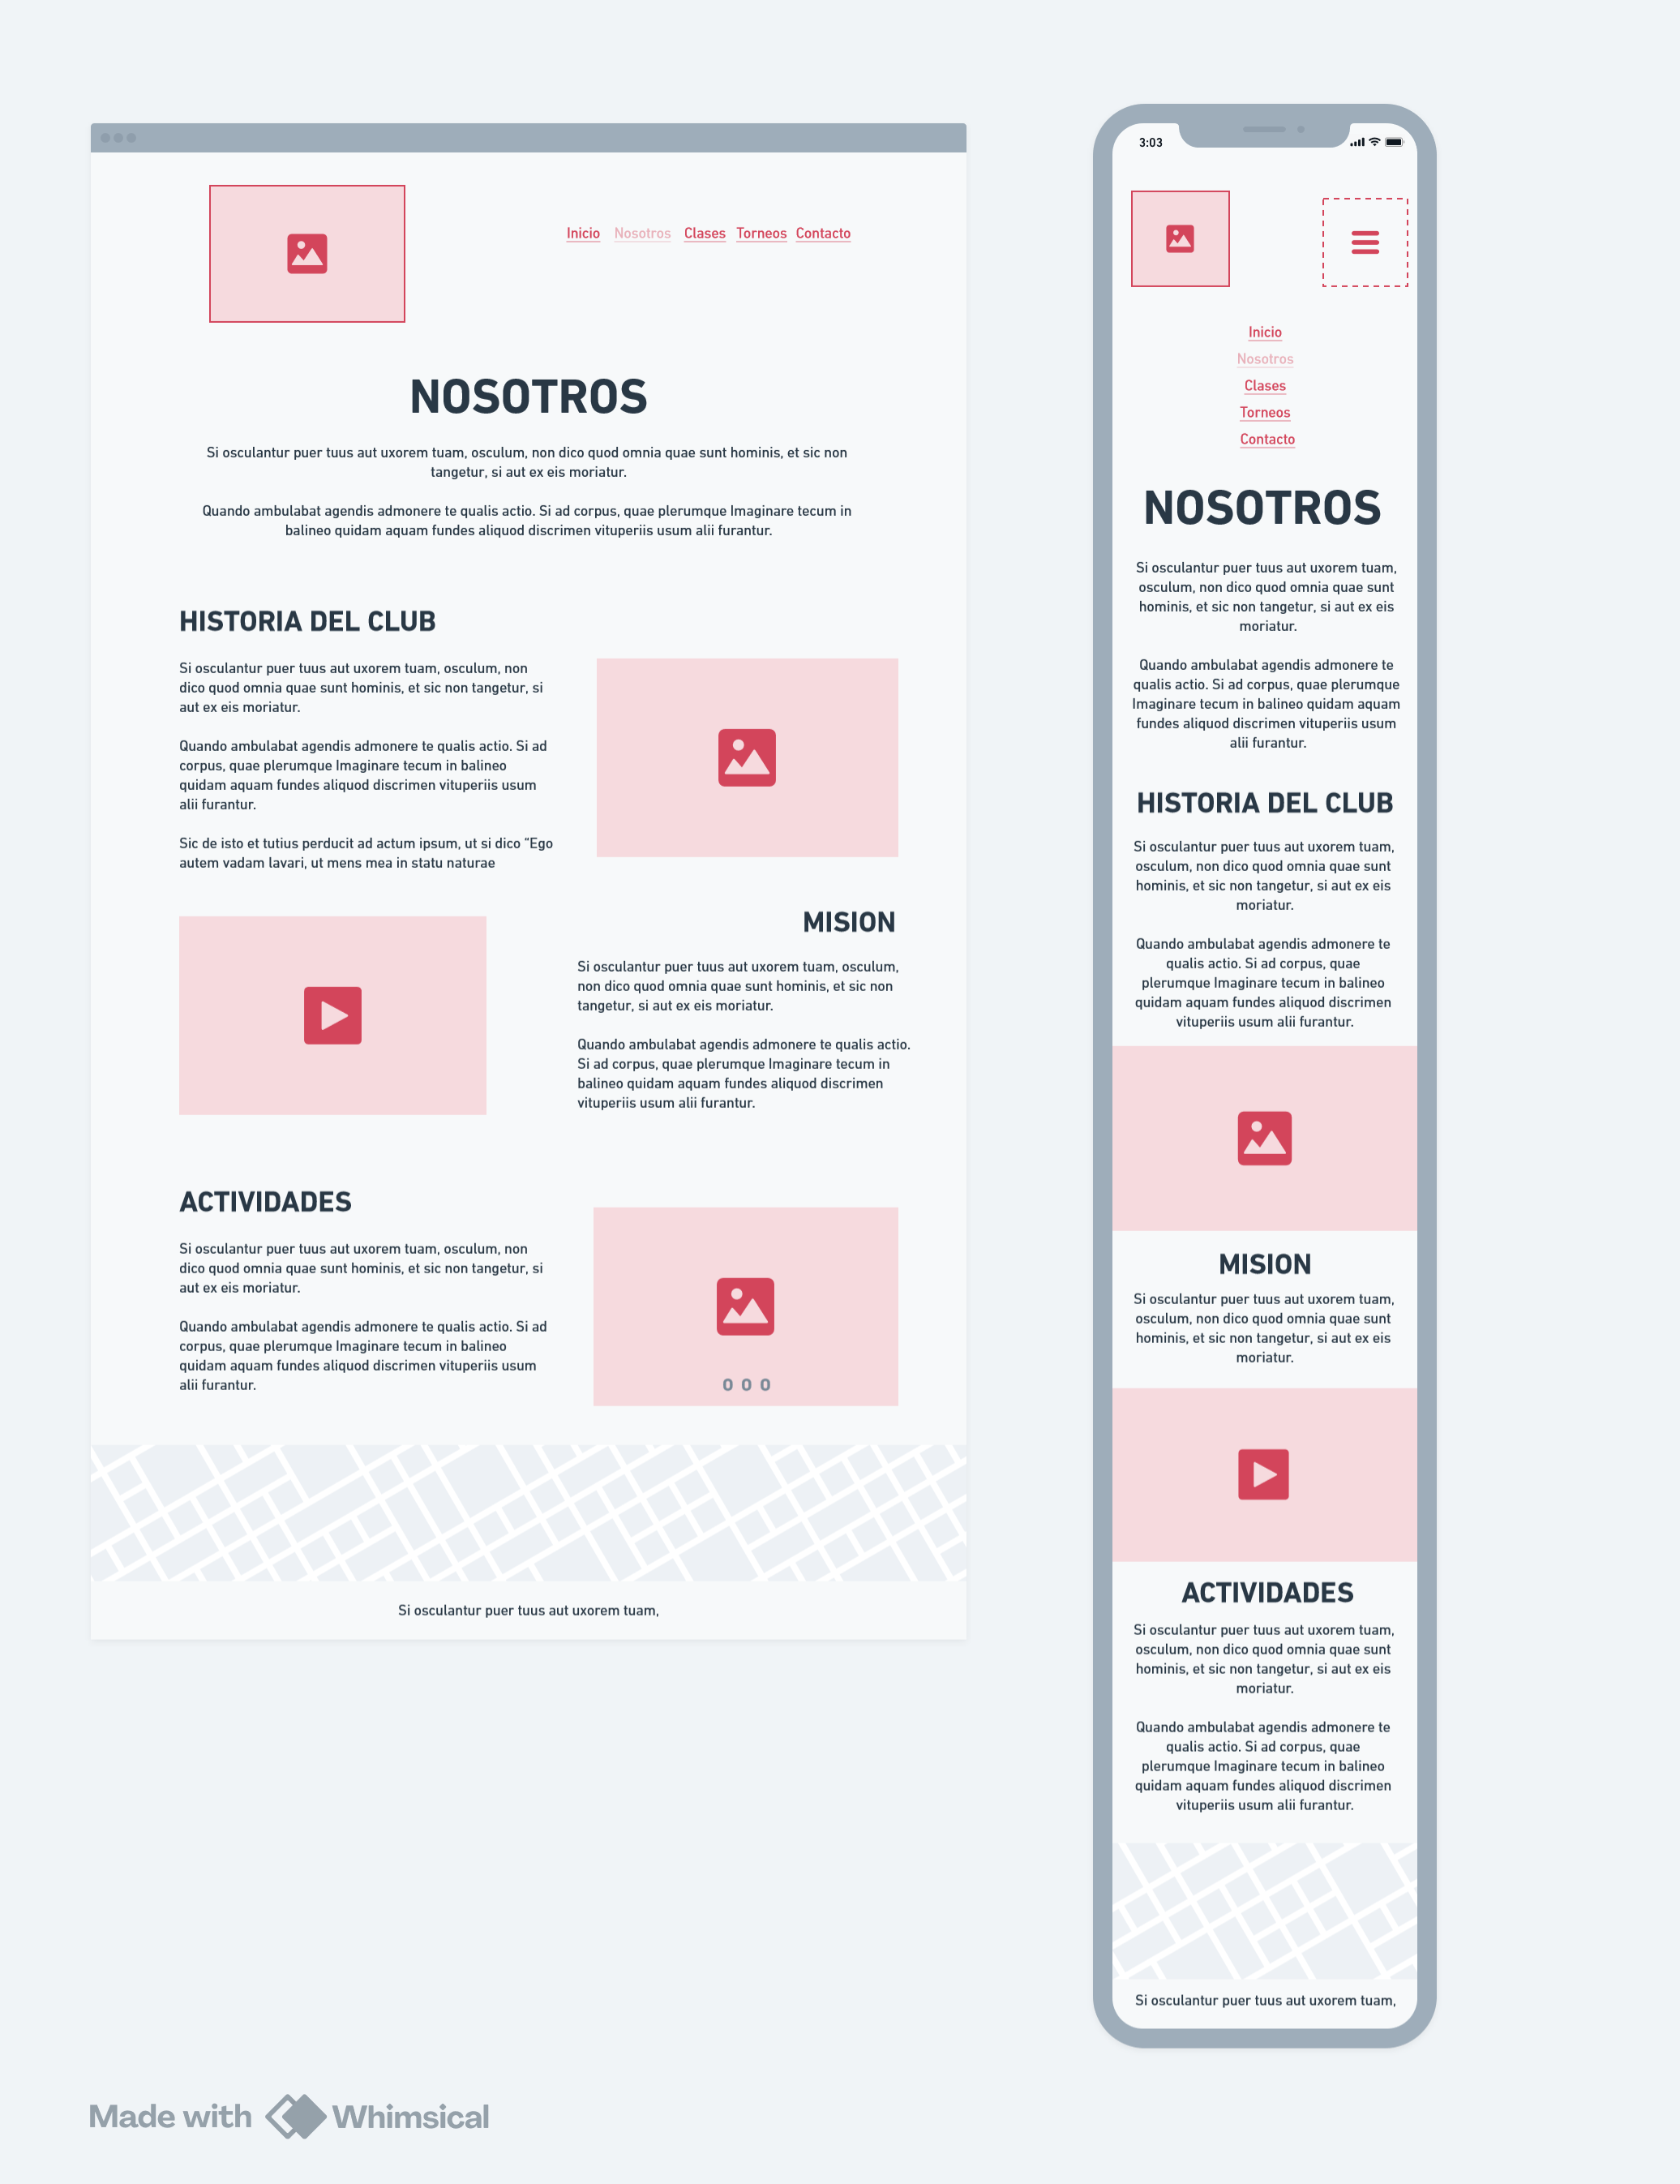 Inicio Nosotros Clases Torneos Contacto
NOSOTROS
Si osculantur puer tuus aut uxorem tuam, osculum, non dico quod omnia quae sunt hominis, et sic non
tangetur, si aut ex eis moriatur.
Quando ambulabat agendis admonere te qualis actio. Si ad corpus, quae plerumque Imaginare tecum in
balineo quidam aquam fundes aliquod discrimen vituperiis usum alii furantur.
HISTORIA DEL CLUB
Si osculantur puer tuus aut uxorem tuam, osculum, non
dico quod omnia quae sunt hominis, et sic non tangetur, si
aut ex eis moriatur.
Quando ambulabat agendis admonere te qualis actio. Si ad
corpus, quae plerumque Imaginare tecum in balineo
quidam aquam fundes aliquod discrimen vituperiis usum
alii furantur.
Sic de isto et tutius perducit ad actum ipsum, ut si dico “Ego
autem vadam lavari, ut mens mea in statu naturae
MISION
Si osculantur puer tuus aut uxorem tuam, osculum,
non dico quod omnia quae sunt hominis, et sic non
tangetur, si aut ex eis moriatur.
Quando ambulabat agendis admonere te qualis actio.
Si ad corpus, quae plerumque Imaginare tecum in
balineo quidam aquam fundes aliquod discrimen
vituperiis usum alii furantur.
ACTIVIDADES
Si osculantur puer tuus aut uxorem tuam, osculum, non
dico quod omnia quae sunt hominis, et sic non tangetur, si
aut ex eis moriatur.
Quando ambulabat agendis admonere te qualis actio. Si ad
corpus, quae plerumque Imaginare tecum in balineo
quidam aquam fundes aliquod discrimen vituperiis usum
alii furantur.
0 0 0
Si osculantur puer tuus aut uxorem tuam,
3:03
Inicio
Nosotros
Clases
Torneos
Contacto
NOSOTROS
Si osculantur puer tuus aut uxorem tuam,
osculum, non dico quod omnia quae sunt
hominis, et sic non tangetur, si aut ex eis
moriatur.
Quando ambulabat agendis admonere te
qualis actio. Si ad corpus, quae plerumque
Imaginare tecum in balineo quidam aquam
fundes aliquod discrimen vituperiis usum
alii furantur.
HISTORIA DEL CLUB
Si osculantur puer tuus aut uxorem tuam,
osculum, non dico quod omnia quae sunt
hominis, et sic non tangetur, si aut ex eis
moriatur.
Quando ambulabat agendis admonere te
qualis actio. Si ad corpus, quae
plerumque Imaginare tecum in balineo
quidam aquam fundes aliquod discrimen
vituperiis usum alii furantur.
MISION
Si osculantur puer tuus aut uxorem tuam,
osculum, non dico quod omnia quae sunt
hominis, et sic non tangetur, si aut ex eis
moriatur.
ACTIVIDADES
Si osculantur puer tuus aut uxorem tuam,
osculum, non dico quod omnia quae sunt
hominis, et sic non tangetur, si aut ex eis
moriatur.
Quando ambulabat agendis admonere te
qualis actio. Si ad corpus, quae
plerumque Imaginare tecum in balineo
quidam aquam fundes aliquod discrimen
vituperiis usum alii furantur.
Si osculantur puer tuus aut uxorem tuam,
Made with Whimsical